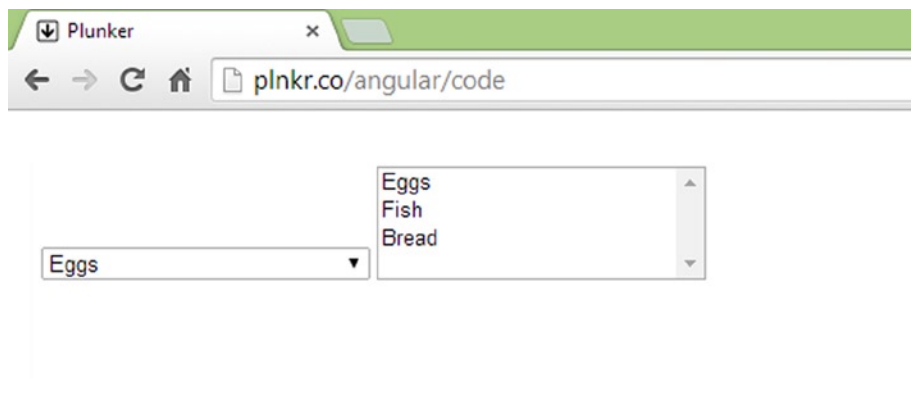 Plunker
plnkr.co/angular/code
Eggs
Eggs
Fish
Bread